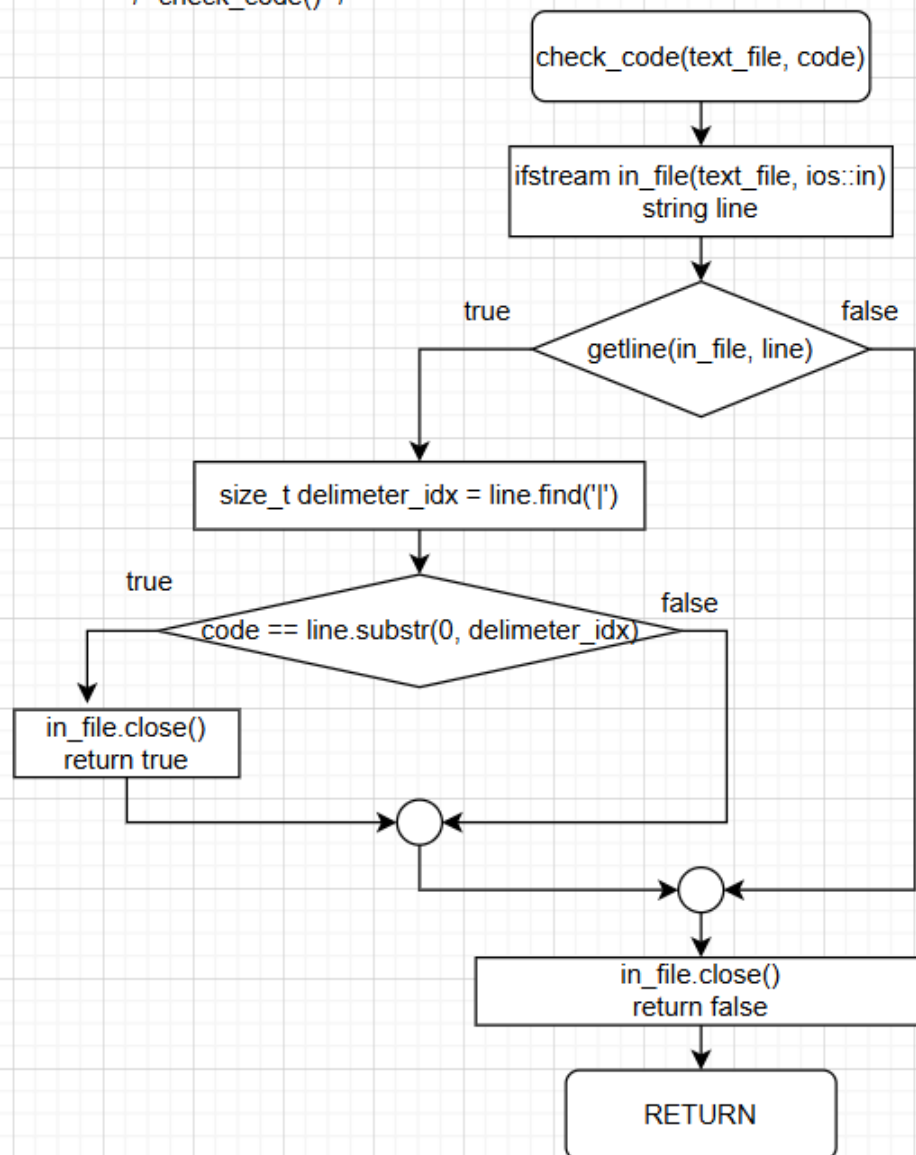 /* check_code() */
check_code(text_file, code)
ifstream in_file(text_file, ios::in)
string line
true
false
getline(in_file, line)
size_t delimeter_idx = line.find('|')
true
false
code == line.substr(0, delimeter_idx)
in_file.close()
return true
in_file.close()
return false
RETURN